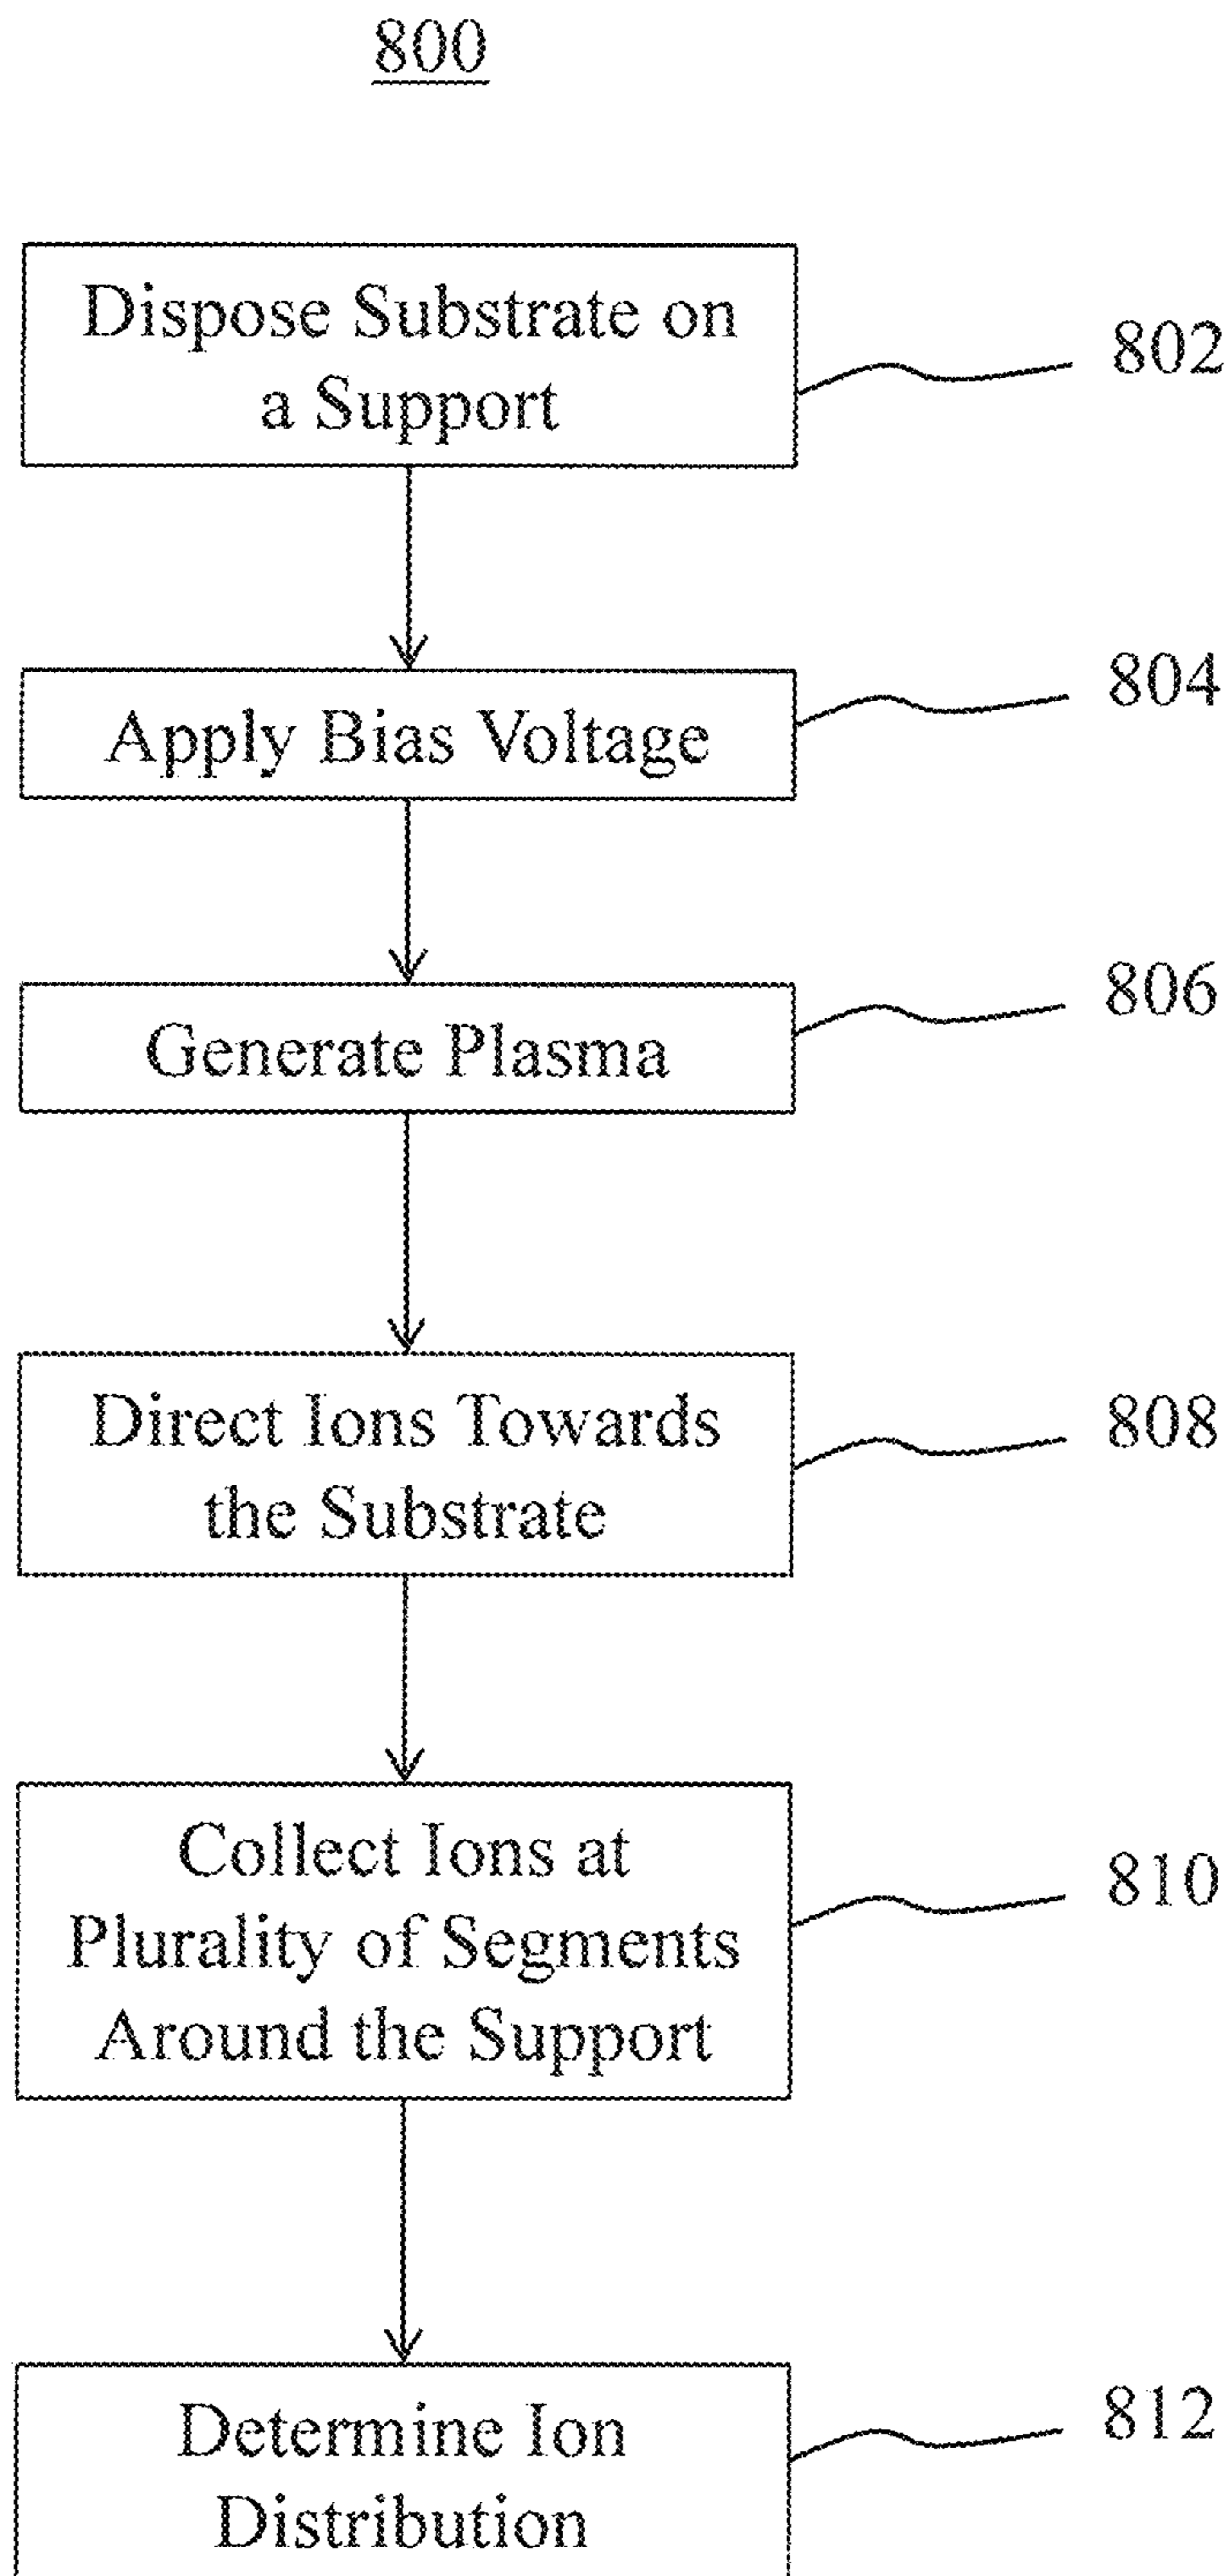 800
Dispose Substrate on
a Support
802
Apply Bias Voltage
804
Generate Plasma
806
Direct Ions Towards
the Substrate
808
Collect Ions at
Plurality of Segments
Around the Support
810
Determine Ion
Distribution
812